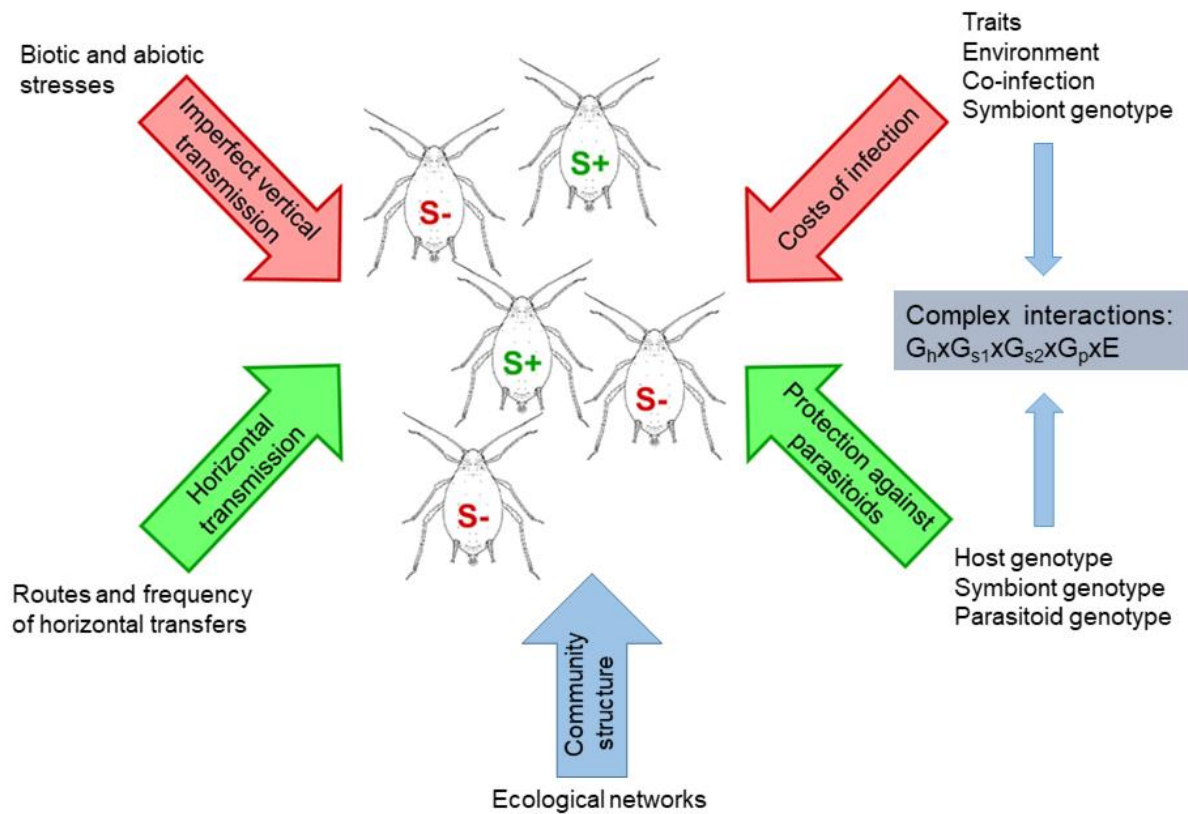 Biotic and abiotic
stresses
Imperfect vertical
transmission
S-
S+
S+
S-
S-
Costs of infection
Traits
Environment
Co-infection
Symbiont genotype
Complex interactions:
GhxGs1xGs2xGpxE
Horizontal
transmission
Routes and frequency
of horizontal transfers
Protection against
parasitoids
Host genotype
Symbiont genotype
Parasitoid genotype
Community
structure
Ecological networks